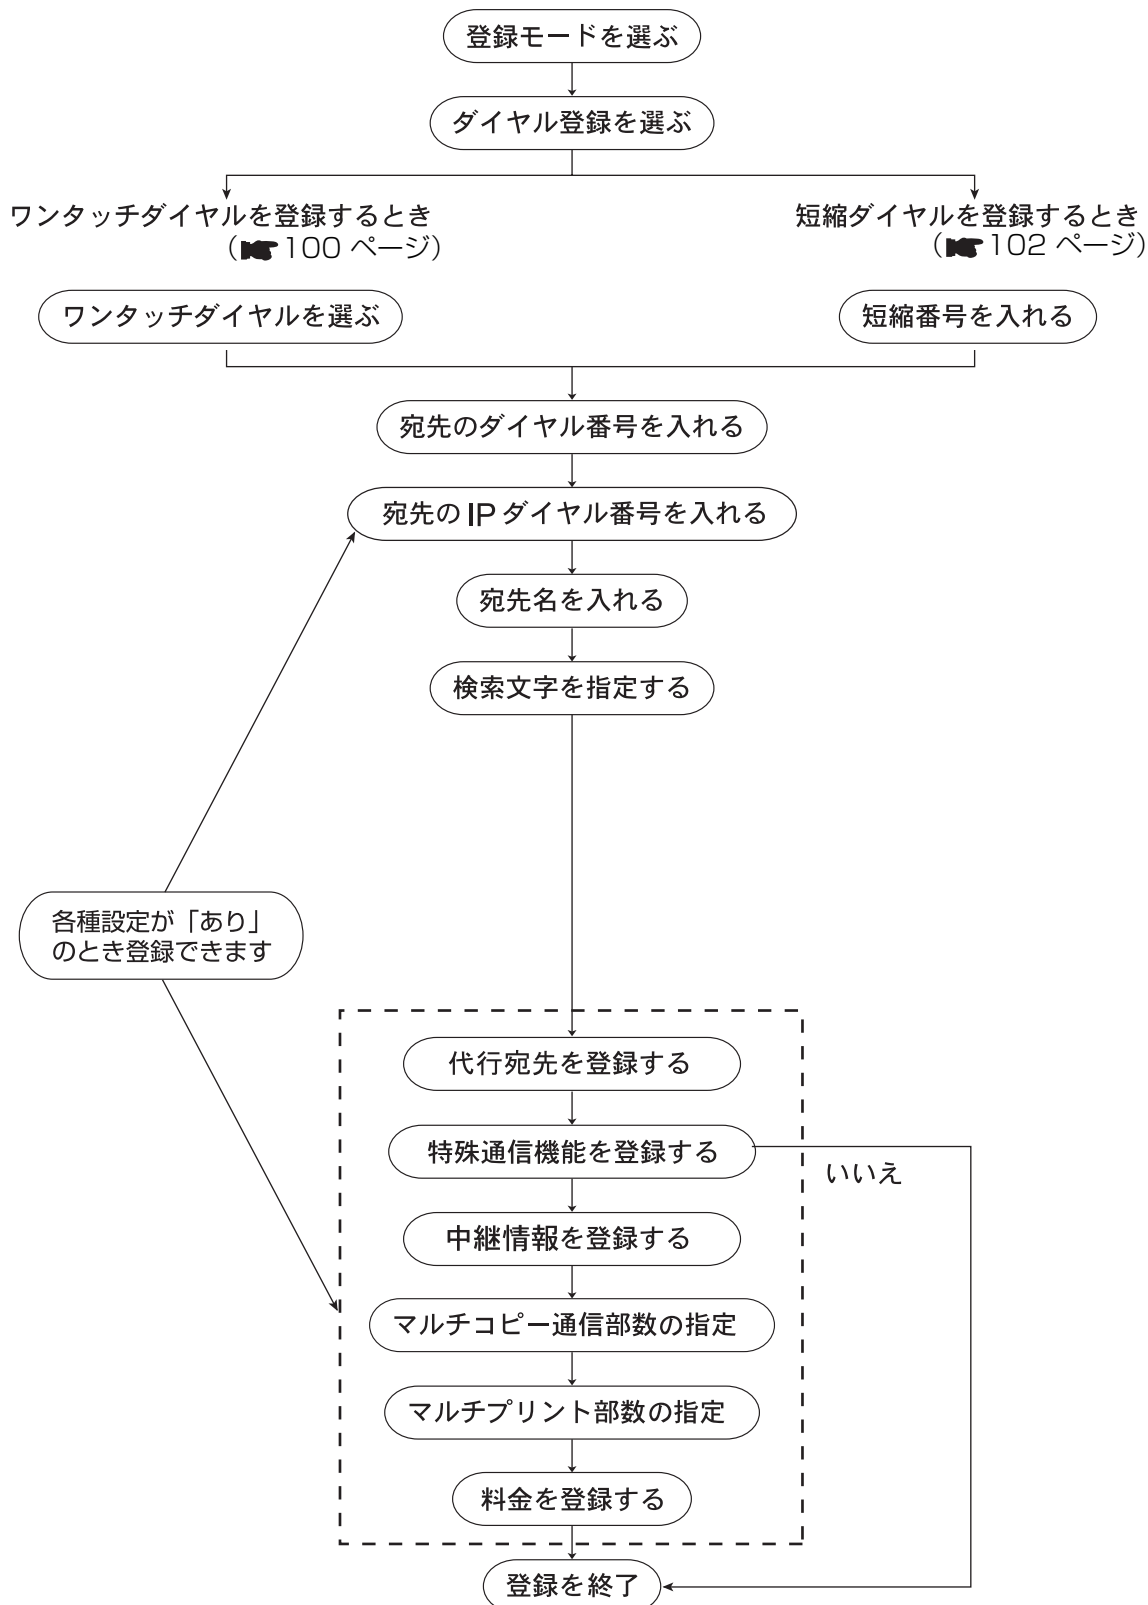 登録モードを選ぶ
ダイヤル登録を選ぶ
ワンタッチダイヤルを登録するとき
（☛100 ページ）
短縮ダイヤルを登録するとき
（☛102 ページ）
ワンタッチダイヤルを選ぶ
短縮番号を入れる
宛先のダイヤル番号を入れる
宛先の IP ダイヤル番号を入れる
宛先名を入れる
検索文字を指定する
各種設定が「あり」
のとき登録できます
代行宛先を登録する
特殊通信機能を登録する
いいえ
中継情報を登録する
マルチコピー通信部数の指定
マルチプリント部数の指定
料金を登録する
登録を終了